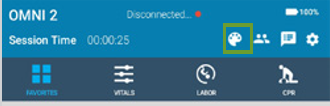 OMNI 2 Disconnected... 100%
Session Time 00:00:25
FAVORITES VITALS LABOR CPR